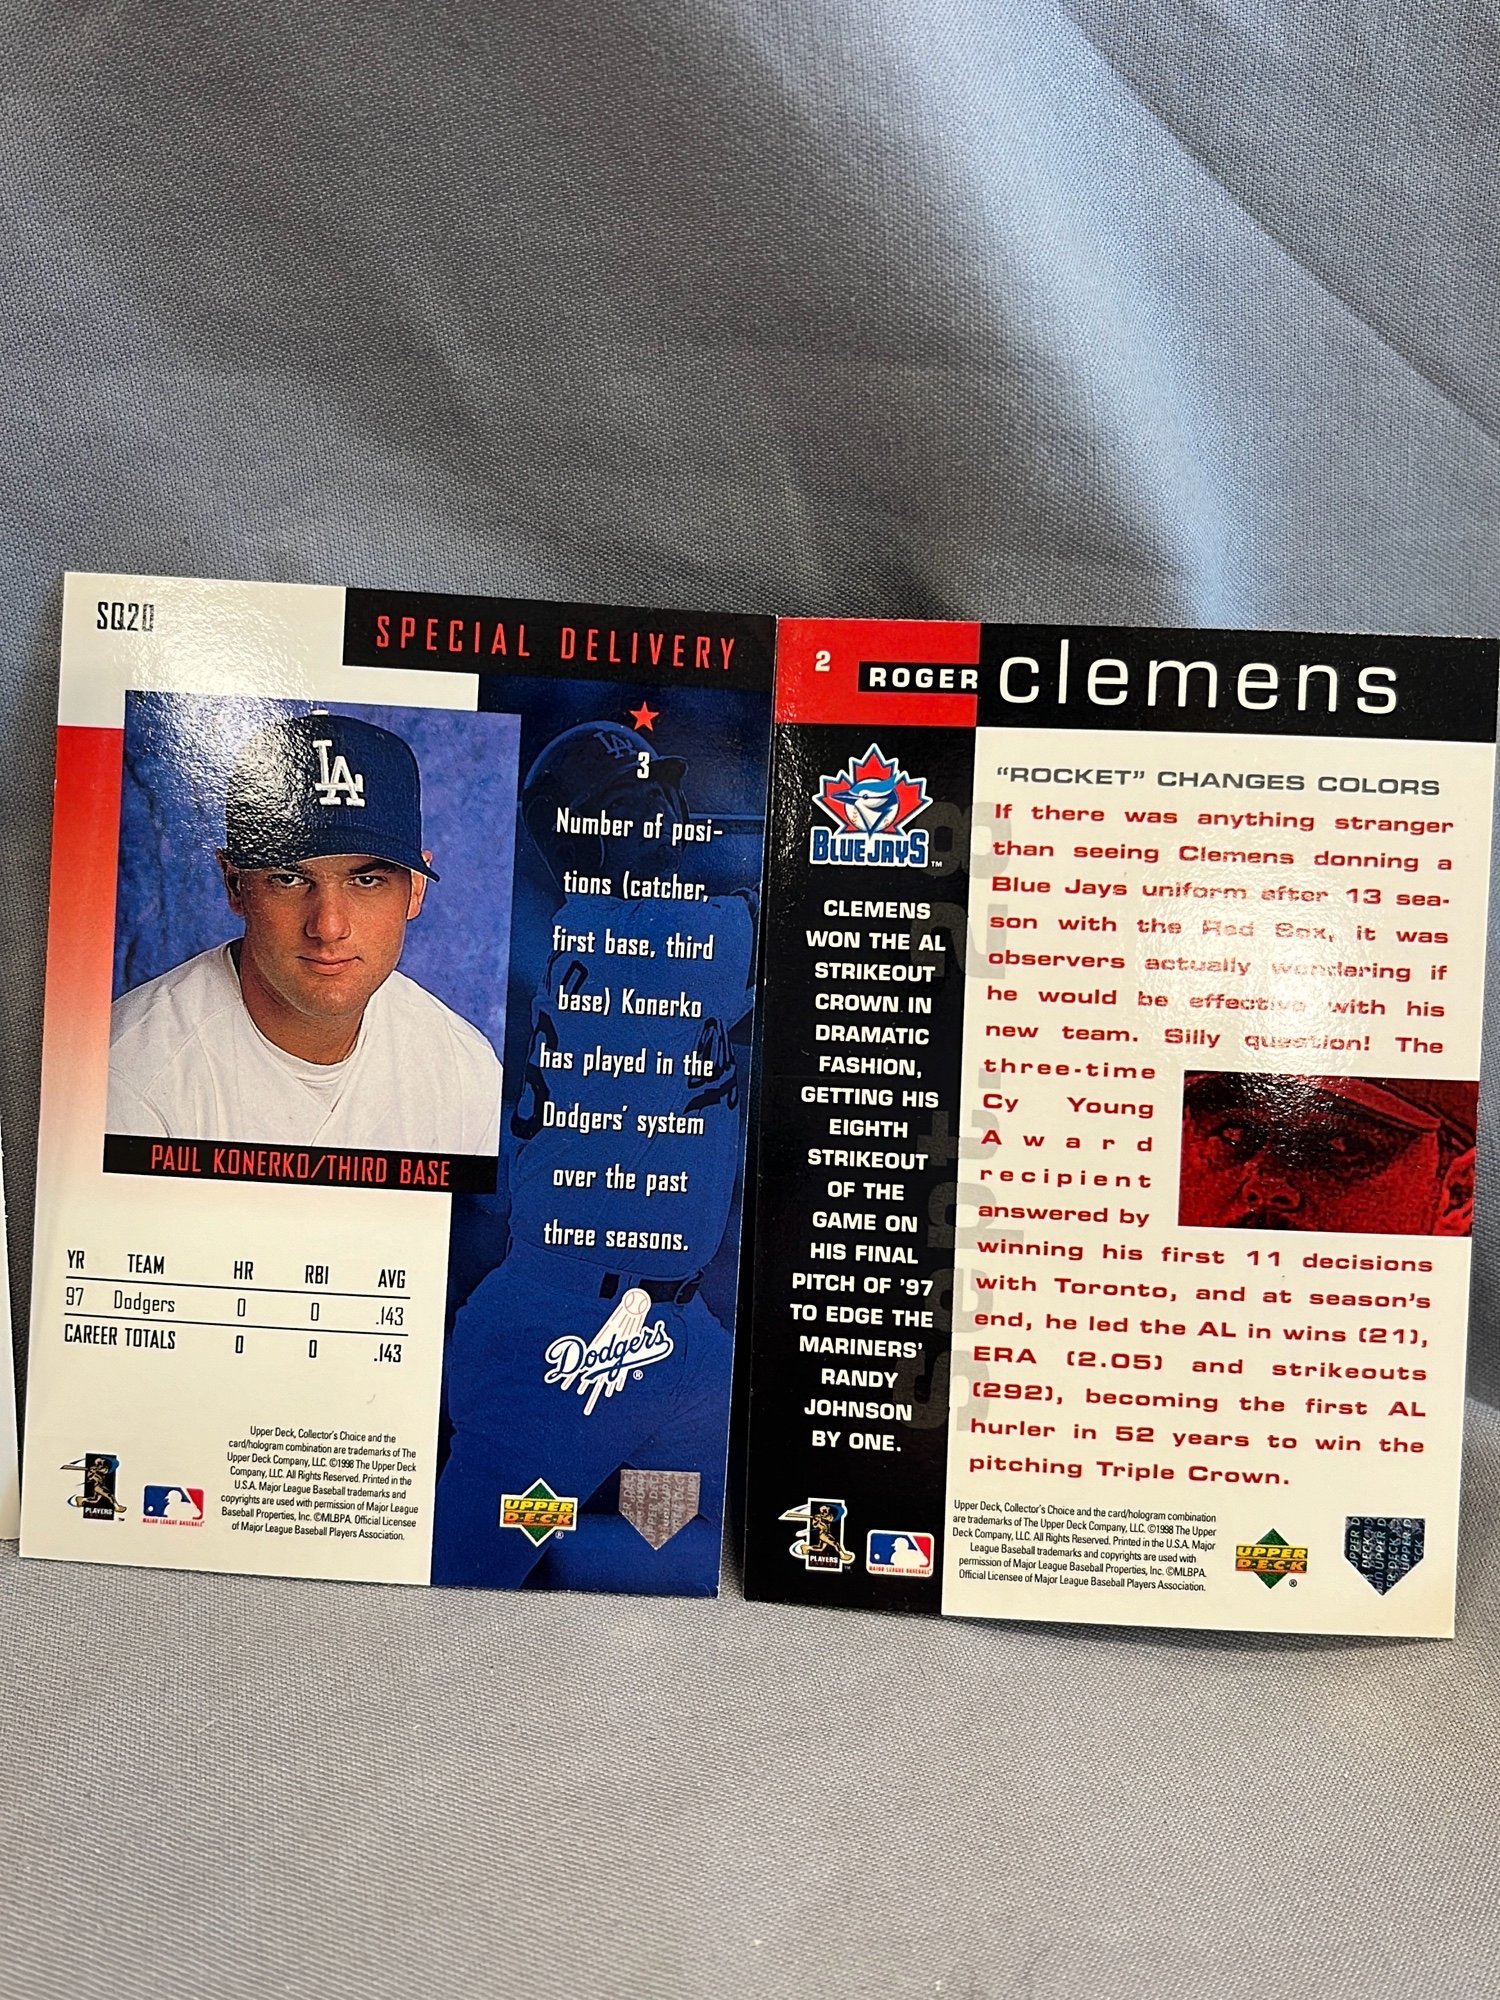 SQ20
SPECIAL DELIVERY
3
Number of posi-
tions (catcher,
first base, third
base) Konerko
has played in the
Dodgers' system
over the past
three seasons.
LA
PAUL KONERKO/THIRD BASE
YR TEAM HR RBI AVG
97 Dodgers 0 0 .143
CAREER TOTALS 0 0 .143
Dodgers®
Upper Deck, Collector's Choice and the
card/hologram combination are trademarks of The
Upper Deck Company, LLC. ©1998 The Upper Deck
Company, LLC. All Rights Reserved. Printed in the
U.S.A. Major League Baseball trademarks and
copyrights are used with permission of Major League
Baseball Properties, Inc. ©MLBPA Official Licensee
of Major League Baseball Players Association.
PLAYERS
MAJOR LEAGUE BASEBALL
UPPER
DECK
2 ROGER clemens
BLUE JAYS™
CLEMENS
WON THE AL
STRIKEOUT
CROWN IN
DRAMATIC
FASHION,
GETTING HIS
EIGHTH
STRIKEOUT
OF THE
GAME ON
HIS FINAL
PITCH OF '97
TO EDGE THE
MARINERS'
RANDY
JOHNSON
BY ONE.
"ROCKET" CHANGES COLORS
If there was anything stranger
than seeing Clemens donning a
Blue Jays uniform after 13 sea-
son with the Red Sox, it was
observers actually wondering if
he would be effective with his
new team. Silly question! The
three-time
Cy Young
Award
recipient
answered by
winning his first 11 decisions
with Toronto, and at season's
end, he led the AL in wins (21),
ERA (2.05) and strikeouts
(292), becoming the first AL
hurler in 52 years to win the
pitching Triple Crown.
Upper Deck, Collector's Choice and the card/hologram combination
are trademarks of The Upper Deck Company, LLC. ©1998 The Upper
Deck Company, LLC. All Rights Reserved. Printed in the U.S.A. Major
League Baseball trademarks and copyrights are used with
permission of Major League Baseball Properties, Inc. ©MLBPA
Official Licensee of Major League Baseball Players Association.
PLAYERS
MAJOR LEAGUE BASEBALL
UPPER
DECK